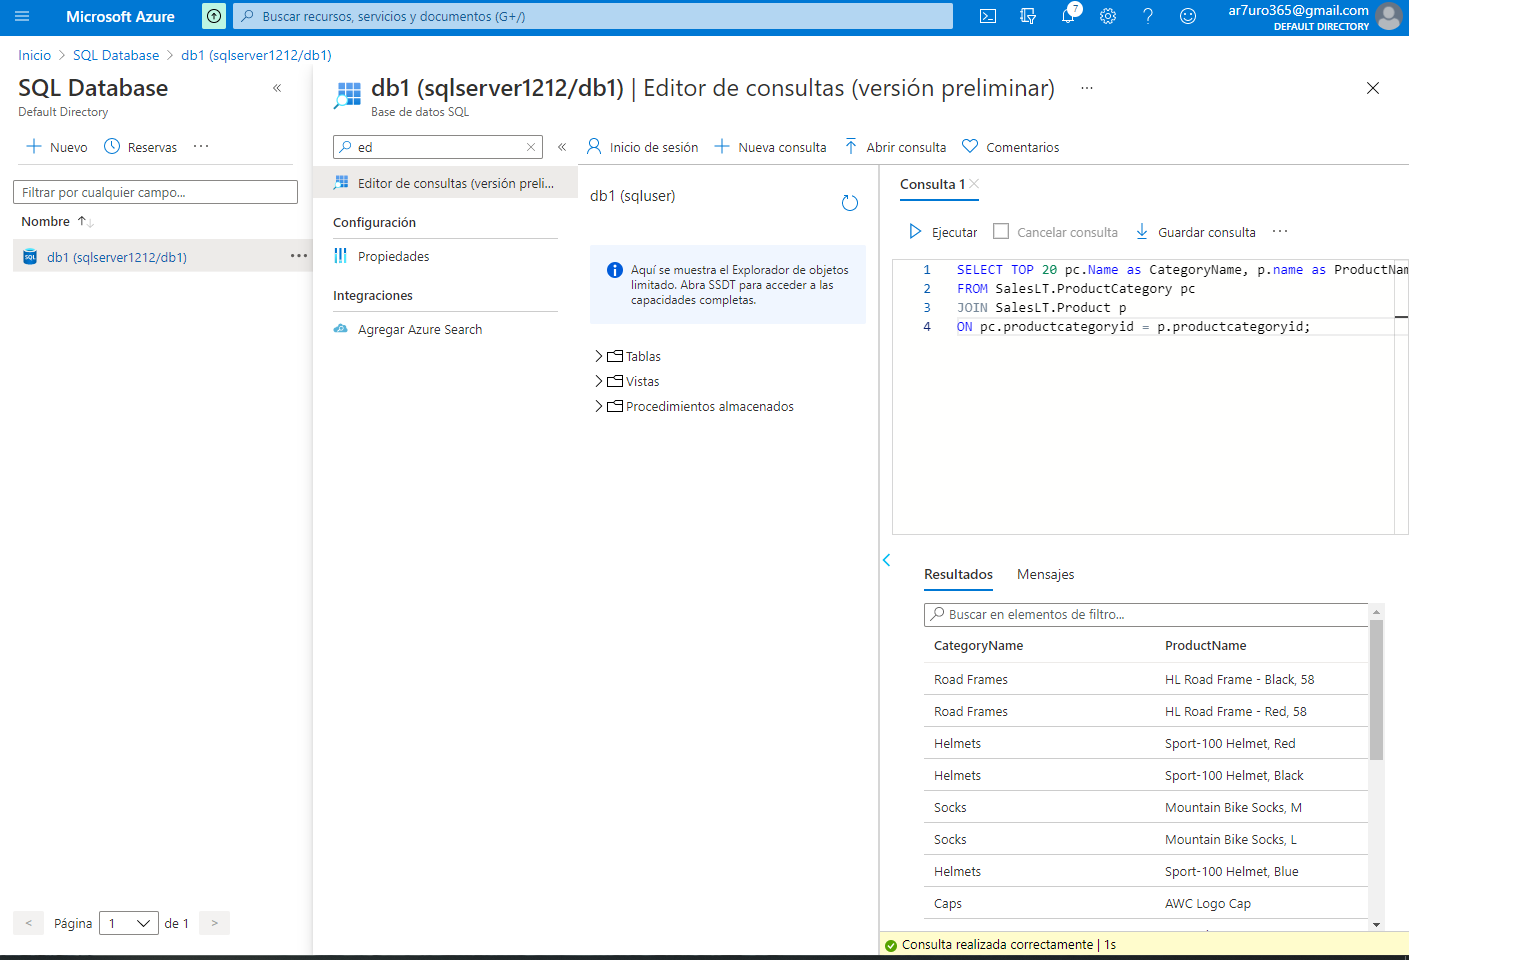 Microsoft Azure
Buscar recursos, servicios y documentos (G+/)
7
ar7uro365@gmail.com
DEFAULT DIRECTORY
Inicio > SQL Database > db1 (sqlserver1212/db1)
SQL Database
Default Directory
Nuevo
Reservas
Filtrar por cualquier campo...
Nombre
db1 (sqlserver1212/db1)
< Página 1 de 1 >
db1 (sqlserver1212/db1) | Editor de consultas (versión preliminar)
Base de datos SQL
ed
Editor de consultas (versión preli...
Configuración
Propiedades
Integraciones
Agregar Azure Search
Inicio de sesión
Nueva consulta
Abrir consulta
Comentarios
db1 (sqluser)
Aquí se muestra el Explorador de objetos
limitado. Abra SSDT para acceder a las
capacidades completas.
Tablas
Vistas
Procedimientos almacenados
Consulta 1
Ejecutar
Cancelar consulta
Guardar consulta
1 SELECT TOP 20 pc.Name as CategoryName, p.name as ProductNam
2 FROM SalesLT.ProductCategory pc
3 JOIN SalesLT.Product p
4 ON pc.productcategoryid = p.productcategoryid;
Resultados
Mensajes
Buscar en elementos de filtro...
CategoryName ProductName
Road Frames HL Road Frame - Black, 58
Road Frames HL Road Frame - Red, 58
Helmets Sport-100 Helmet, Red
Helmets Sport-100 Helmet, Black
Socks Mountain Bike Socks, M
Socks Mountain Bike Socks, L
Helmets Sport-100 Helmet, Blue
Caps AWC Logo Cap
Consulta realizada correctamente | 1s